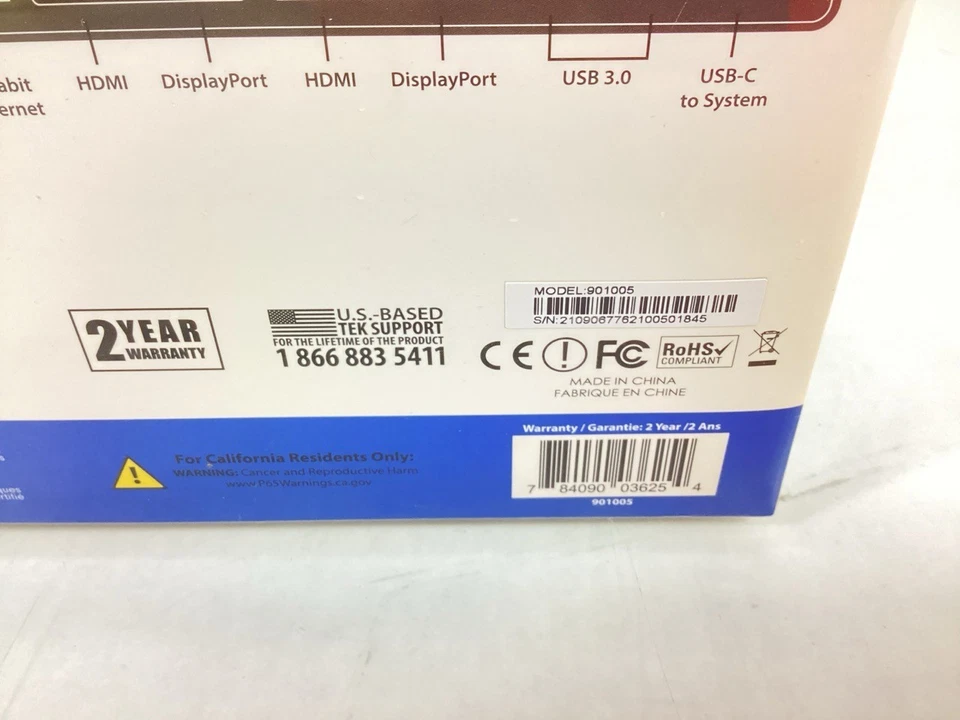 abit
ernet
HDMI
DisplayPort
HDMI
DisplayPort
USB 3.0
USB-C
to System
2 YEAR
WARRANTY
U.S.-BASED
TEK SUPPORT
FOR THE LIFETIME OF THE PRODUCT
1 866 883 5411
MODEL:901005
S/N:2109067762100501845
CE
FC
RoHS✓
COMPLIANT
MADE IN CHINA
FABRIQUE EN CHINE
s
ques
rtifié
For California Residents Only:
WARNING: Cancer and Reproductive Harm
www.P65Warnings.ca.gov
Warranty / Garantie: 2 Year /2 Ans
7 84090 03625 4
901005